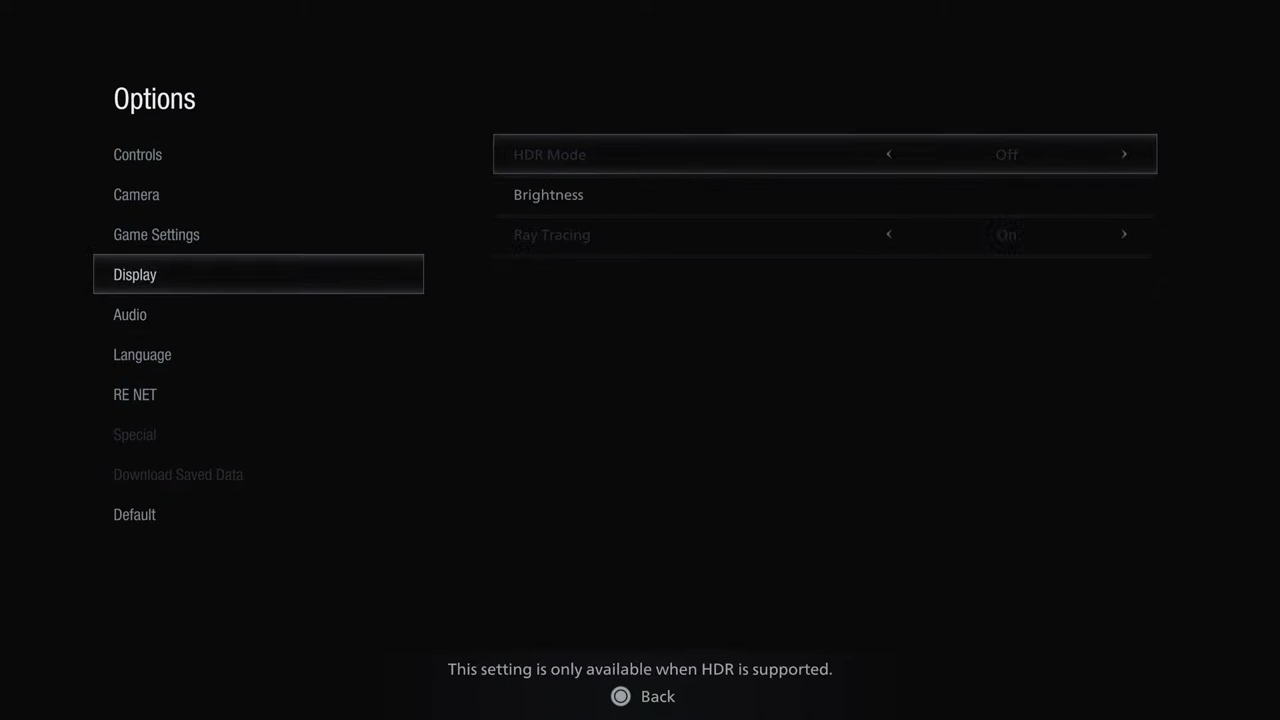 Options
Controls
Camera
Game Settings
Display
Audio
Language
RE NET
Special
Download Saved Data
Default
HDR Mode Off
Brightness
Ray Tracing On
This setting is only available when HDR is supported.
Back